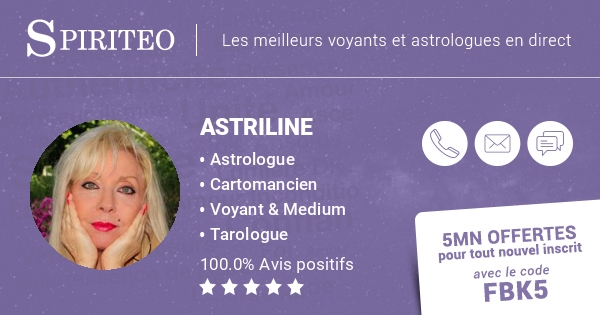 SPIRITEO
Les meilleurs voyants et astrologues en direct
ASTRILINE
• Astrologue
• Cartomancien
• Voyant & Medium
• Tarologue
100.0% Avis positifs
5MN OFFERTES
pour tout nouvel inscrit
avec le code
FBK5